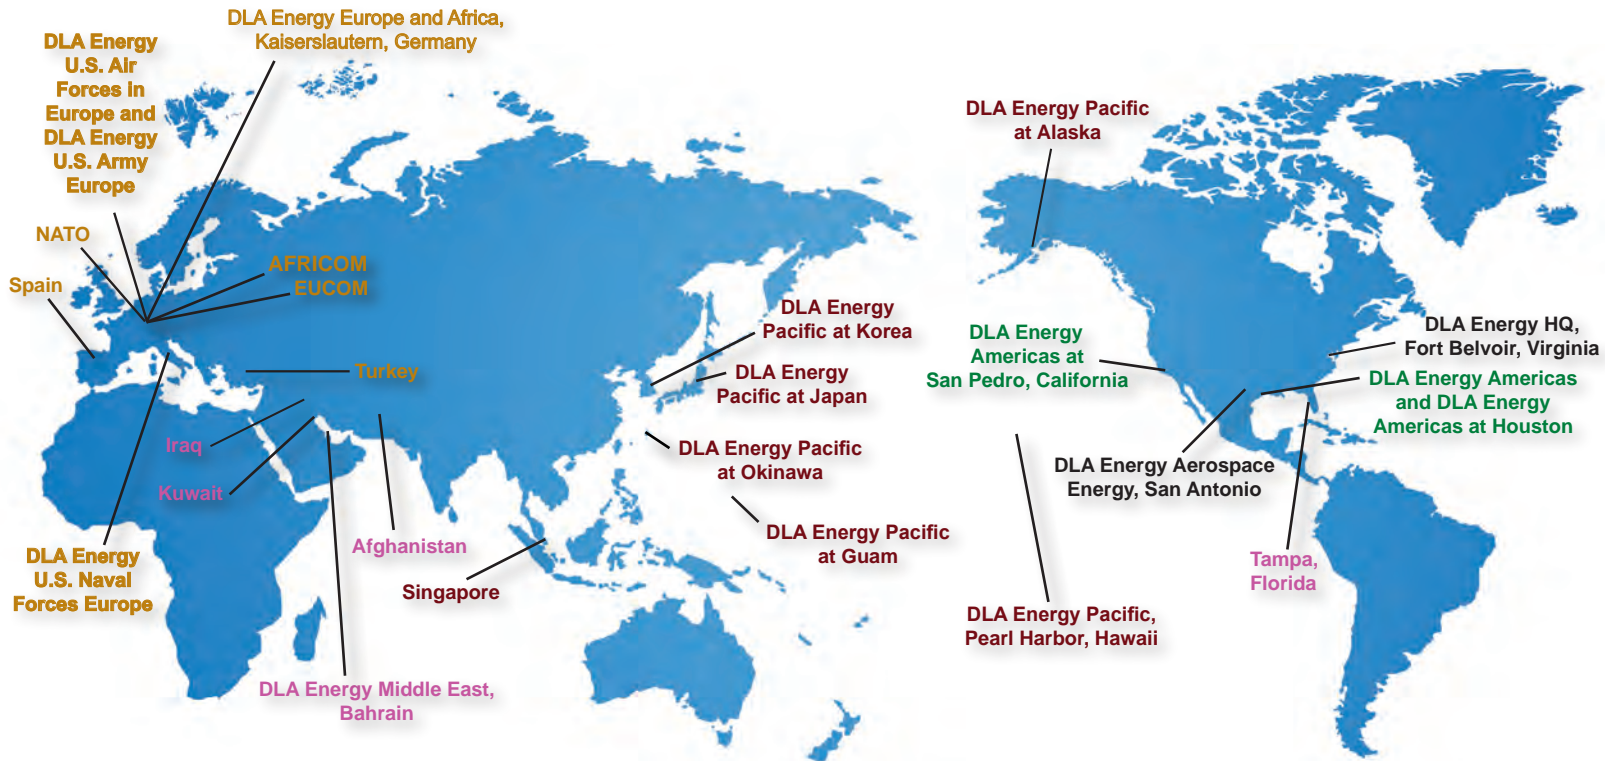 DLA Energy Europe and Africa,
Kaiserslautern, Germany
DLA Energy
U.S. Air
Forces in
Europe and
DLA Energy
U.S. Army
Europe
NATO
Spain
AFRICOM
EUCOM
Turkey
Iraq
Kuwait
Afghanistan
DLA Energy
U.S. Naval
Forces Europe
DLA Energy Middle East,
Bahrain
Singapore
DLA Energy
Pacific at Korea
DLA Energy
Pacific at Japan
DLA Energy Pacific
at Okinawa
DLA Energy Pacific
at Guam
DLA Energy Pacific
at Alaska
DLA Energy
Americas at
San Pedro, California
DLA Energy HQ,
Fort Belvoir, Virginia
DLA Energy Americas
and DLA Energy
Americas at Houston
DLA Energy Aerospace
Energy, San Antonio
Tampa,
Florida
DLA Energy Pacific,
Pearl Harbor, Hawaii